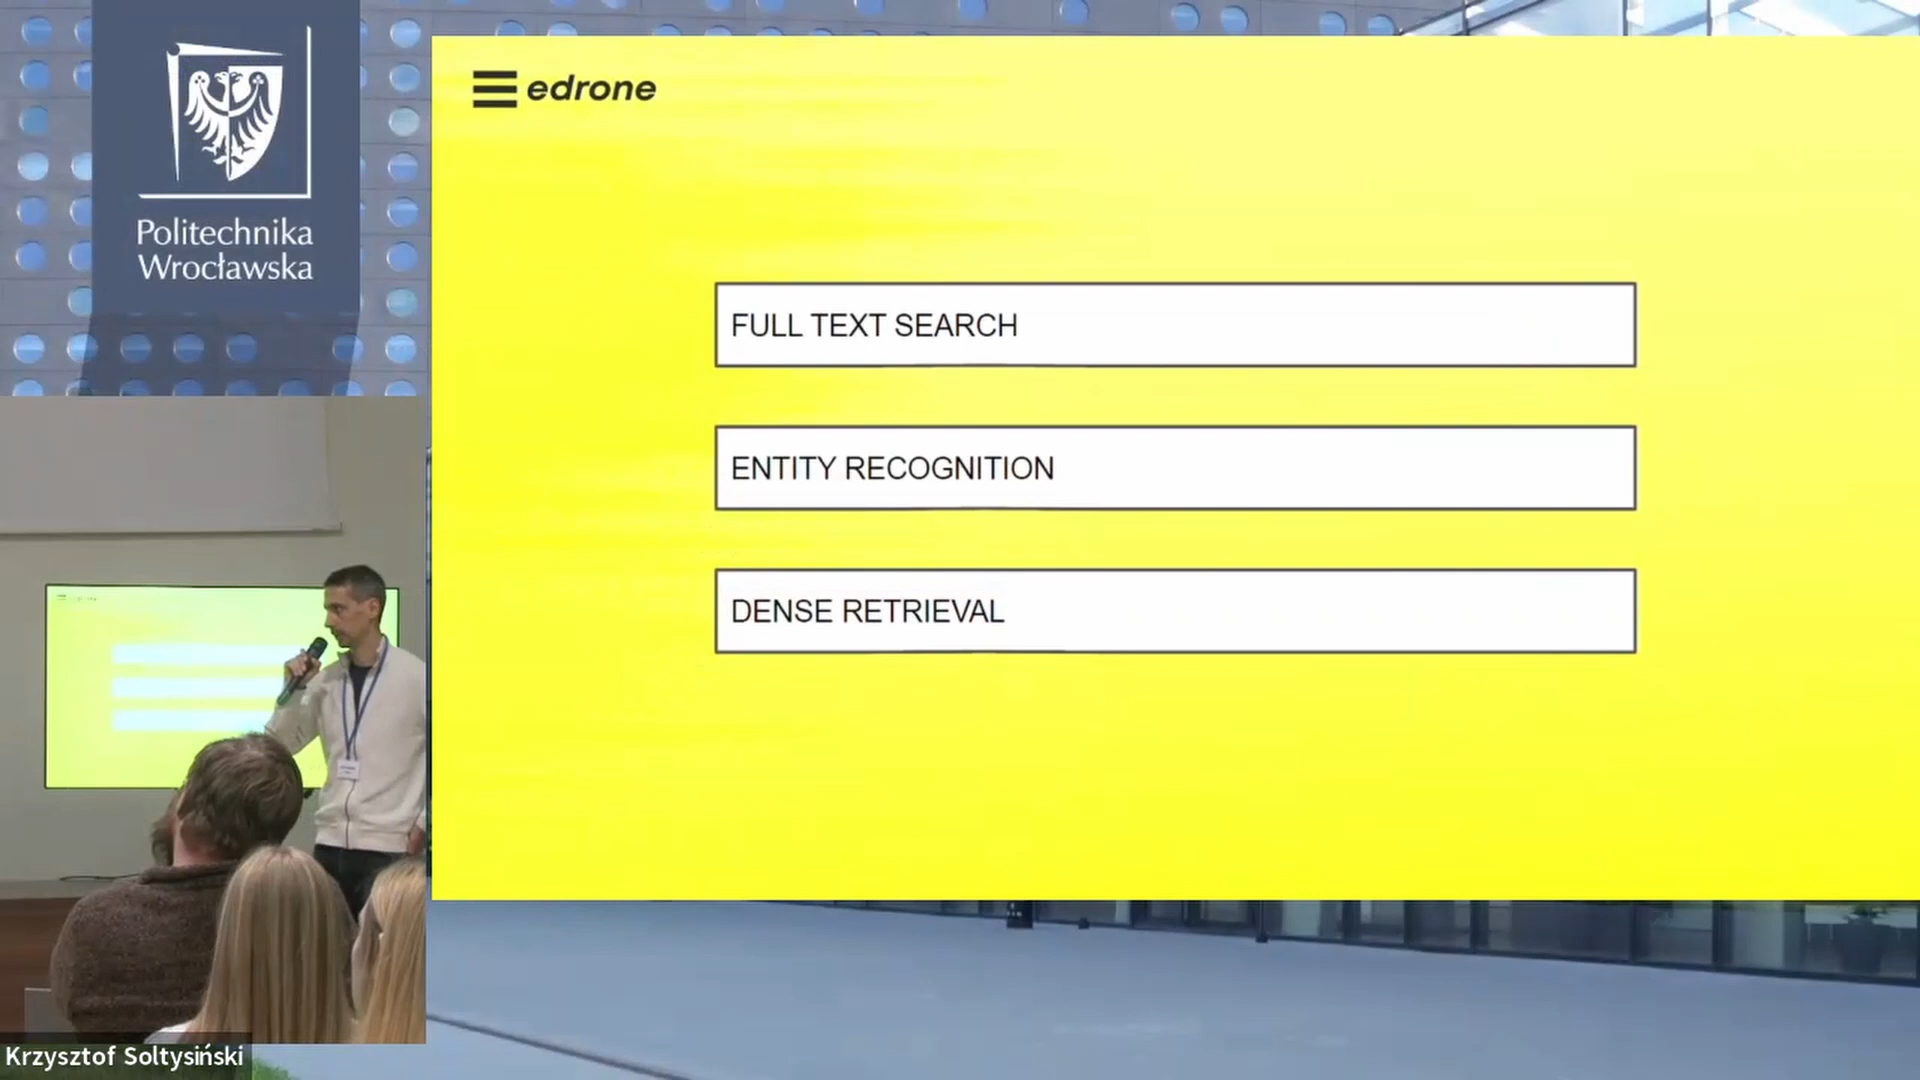 Politechnika
Wrocławska
edrone
FULL TEXT SEARCH
ENTITY RECOGNITION
DENSE RETRIEVAL
Krzysztof Soltysiński